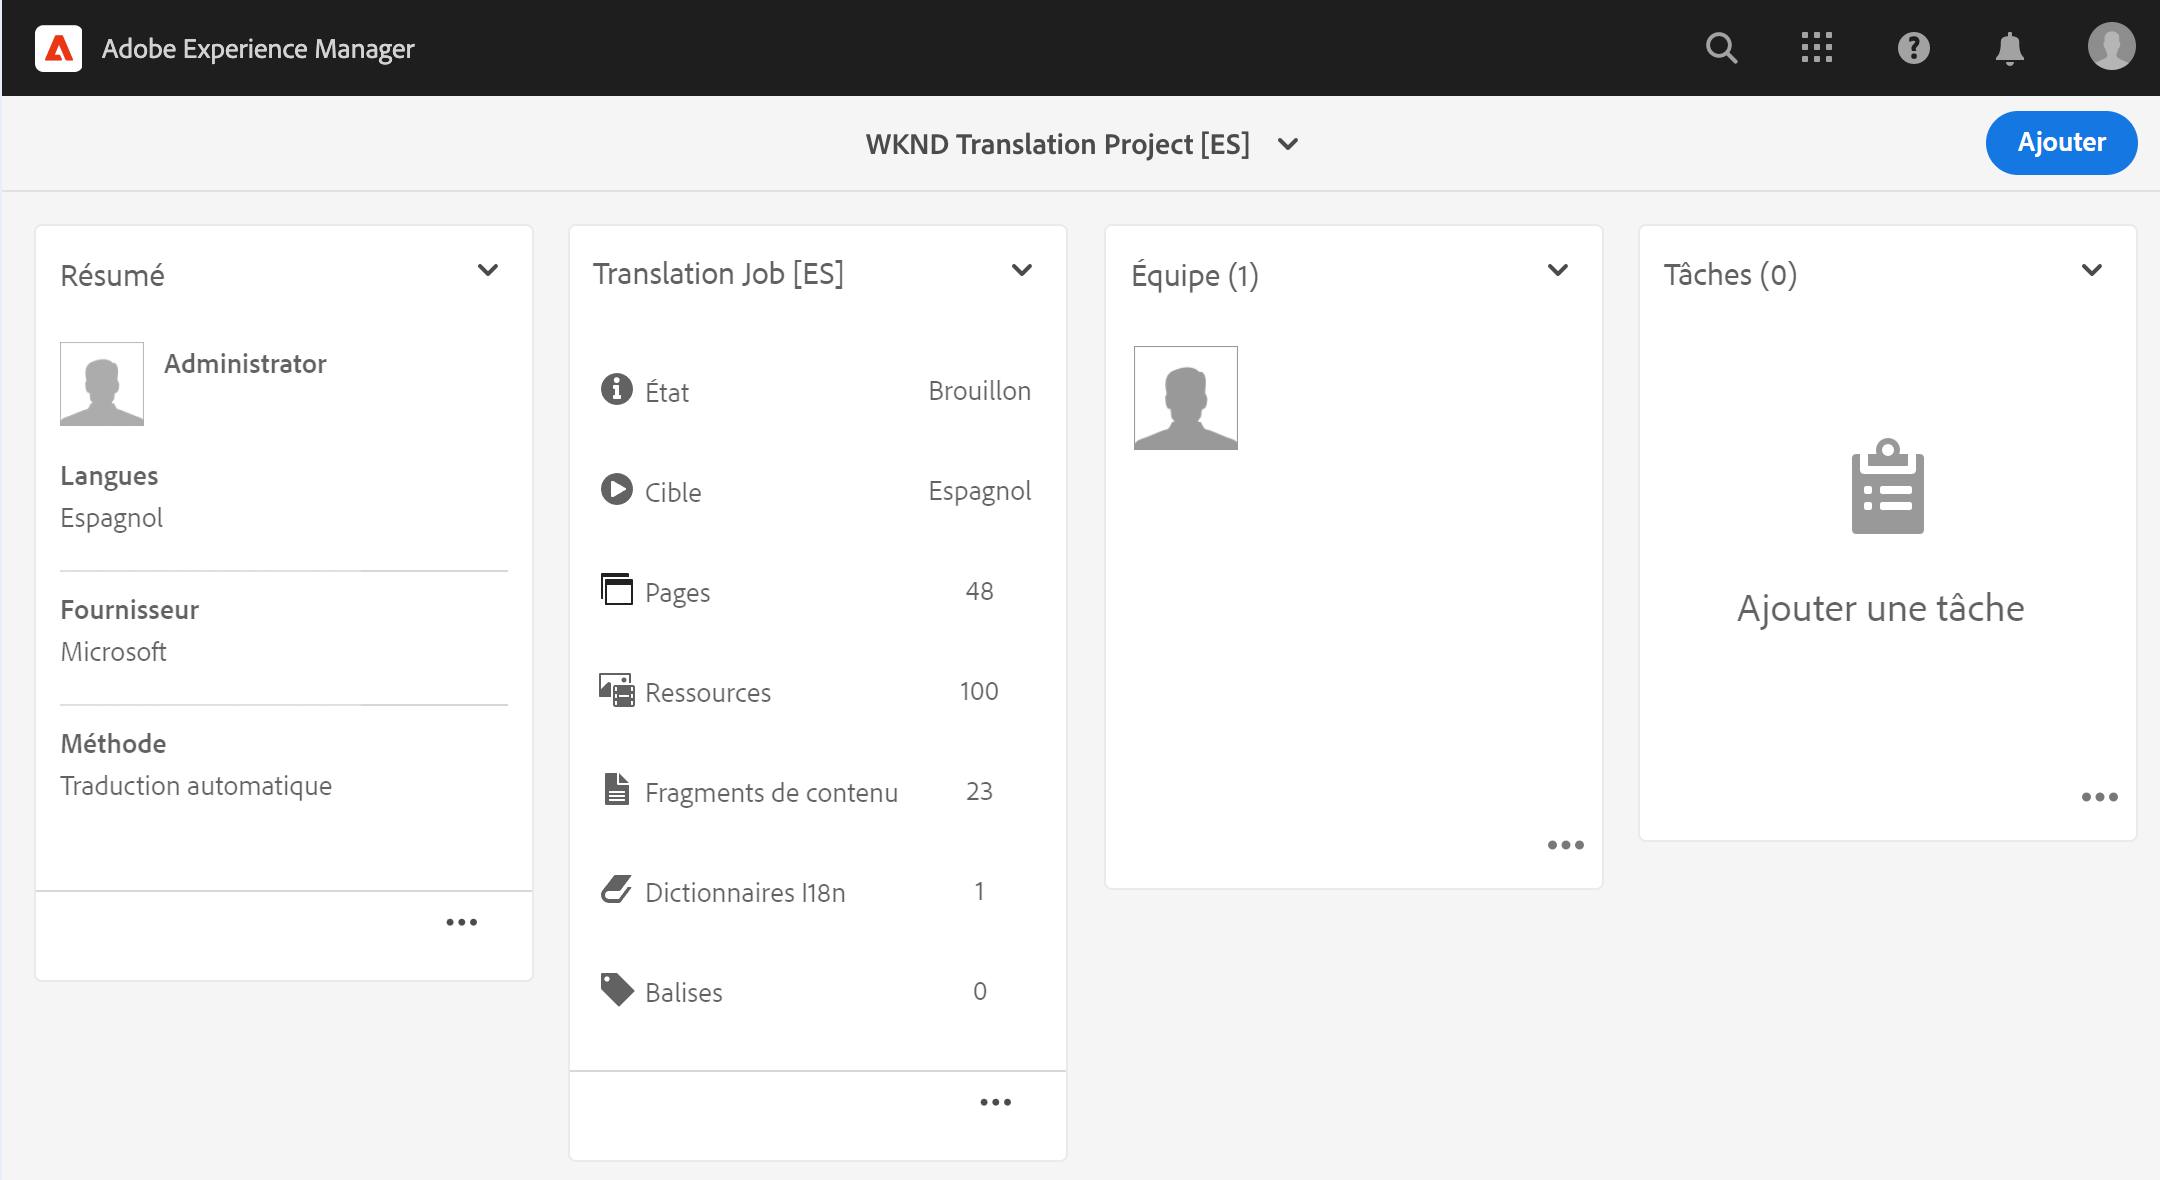 Adobe Experience Manager
WKND Translation Project [ES]
Ajouter
Résumé
Administrator
Langues
Espagnol
Fournisseur
Microsoft
Méthode
Traduction automatique
Translation Job [ES]
État Brouillon
Cible Espagnol
Pages 48
Ressources 100
Fragments de contenu 23
Dictionnaires I18n 1
Balises 0
Équipe (1)
Tâches (0)
Ajouter une tâche